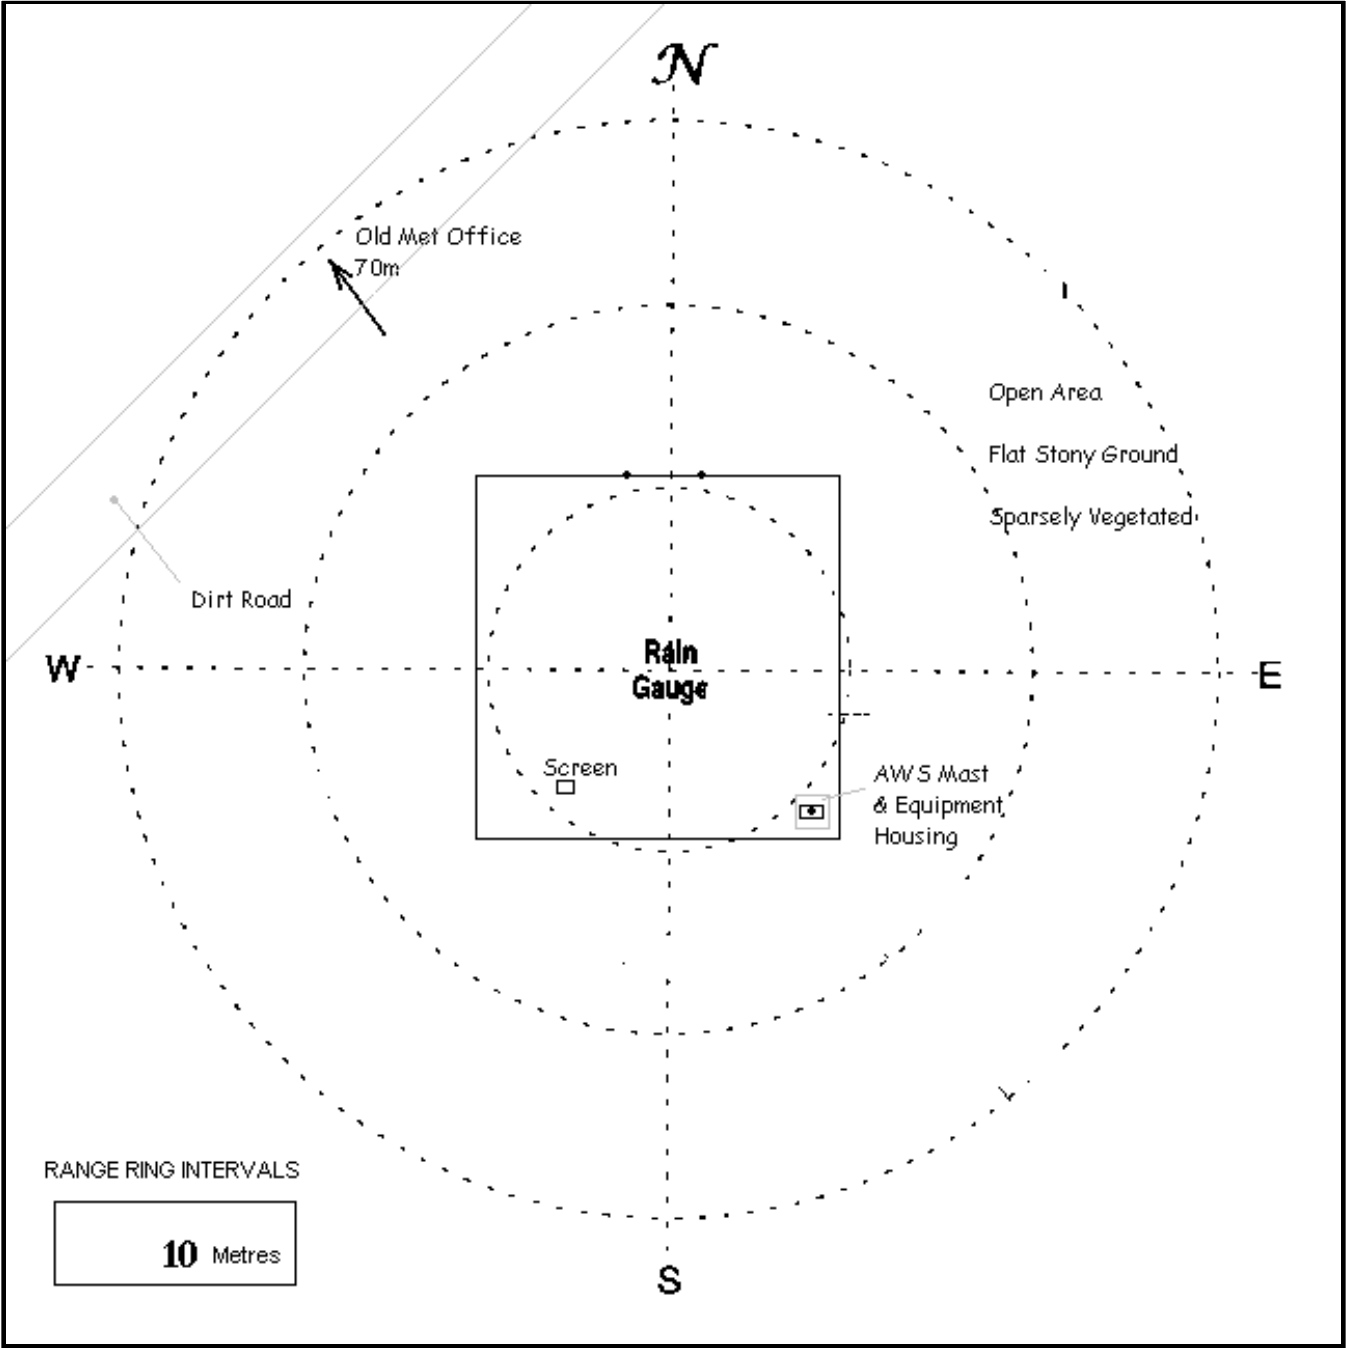 N
Old Met Office
70m
Open Area
Flat Stony Ground
Sparsely Vegetated
Dirt Road
W
Rain
Gauge
E
Screen
AWS Mast
& Equipment
Housing
RANGE RING INTERVALS
10 Metres
S